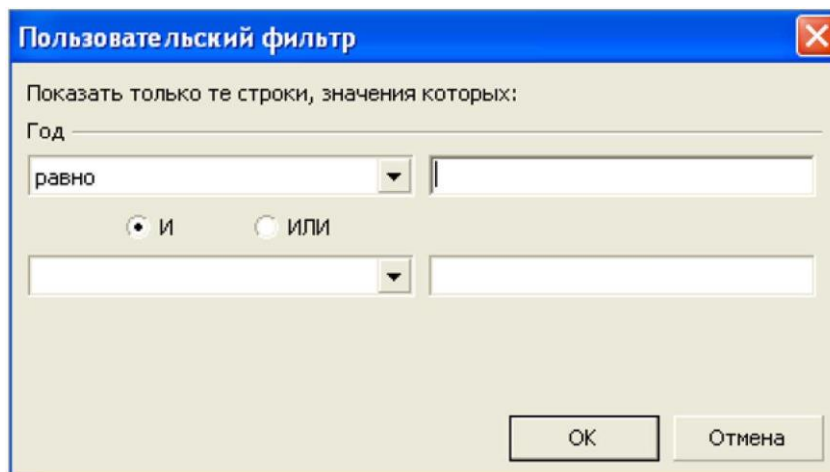 Пользовательский фильтр
Показать только те строки, значения которых:
Год
равно
И ИЛИ
ОК Отмена